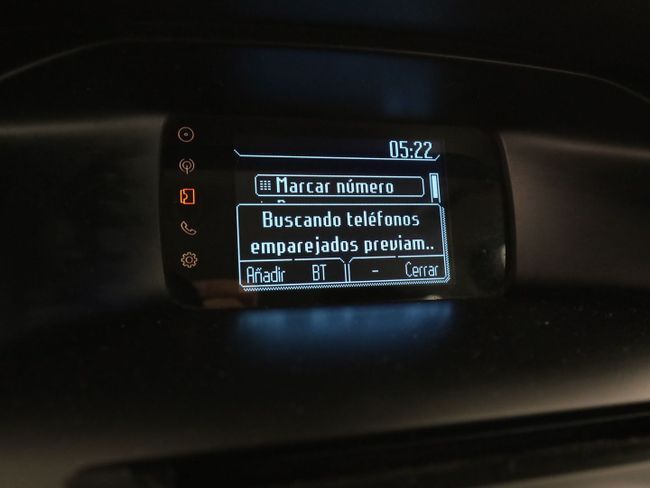 05:22
Marcar número
Buscando teléfonos
emparejados previam..
Añadir BT - Cerrar